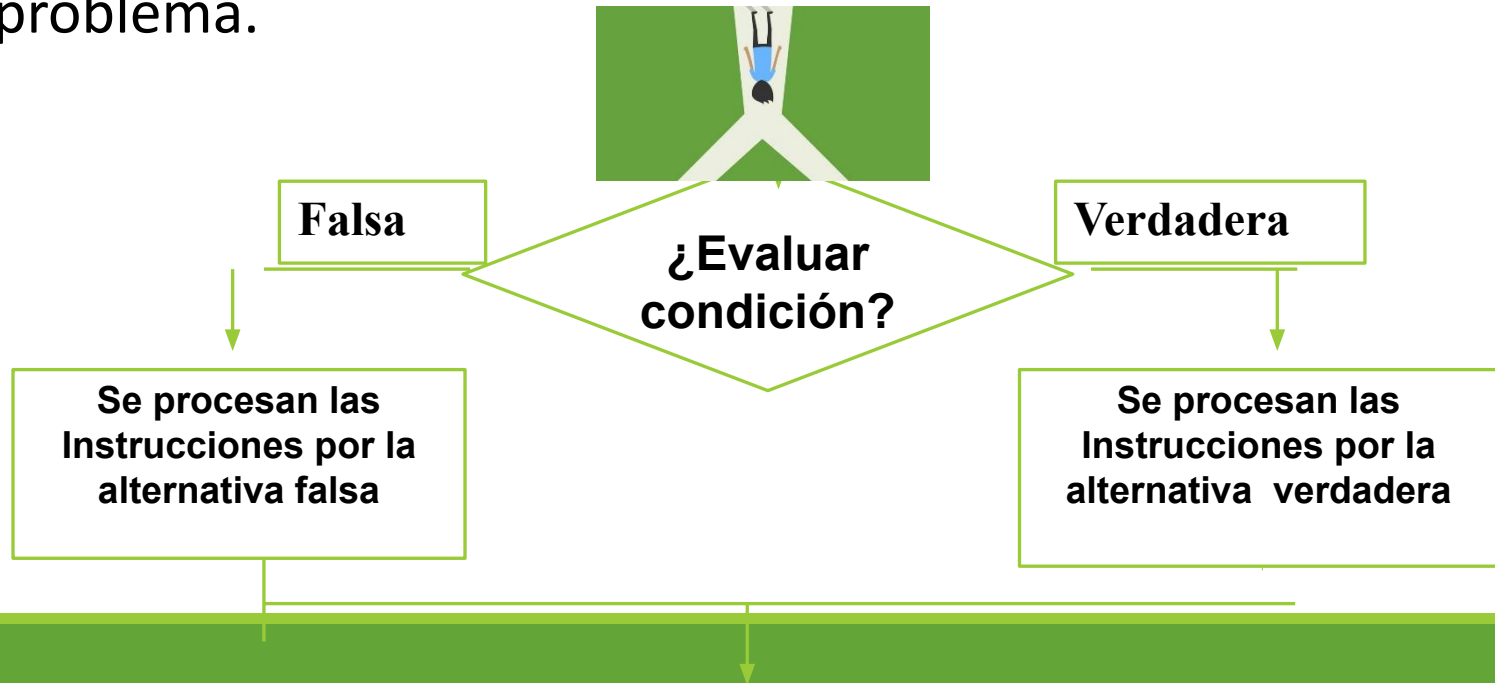 problema.
Falsa
¿Evaluar
condición?
Verdadera
Se procesan las
Instrucciones por la
alternativa falsa
Se procesan las
Instrucciones por la
alternativa  verdadera